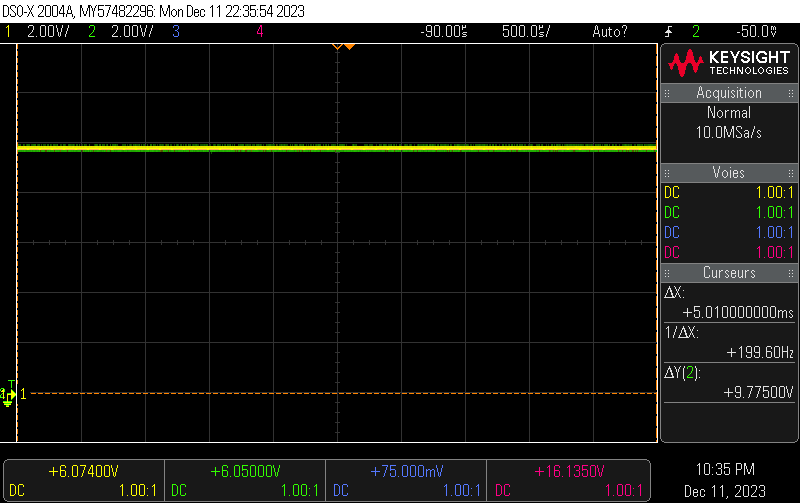 DSO-X 2004A, MY57482296: Mon Dec 11 22:35:54 2023
1 2.00V/ 2 2.00V/ 3 4 -90.00µs 500.0µs/ Auto? 2 -50.0mV
KEYSIGHT
TECHNOLOGIES
Acquisition
Normal
10.0MSa/s
Voies
DC 1.00:1
DC 1.00:1
DC 1.00:1
DC 1.00:1
Curseurs
ΔX:
+5.010000000ms
1/ΔX:
+199.60Hz
ΔY(2):
+9.77500V
T
1
+6.07400V +6.05000V +75.000mV +16.1350V
DC 1.00:1 DC 1.00:1 DC 1.00:1 DC 1.00:1
10:35 PM
Dec 11, 2023